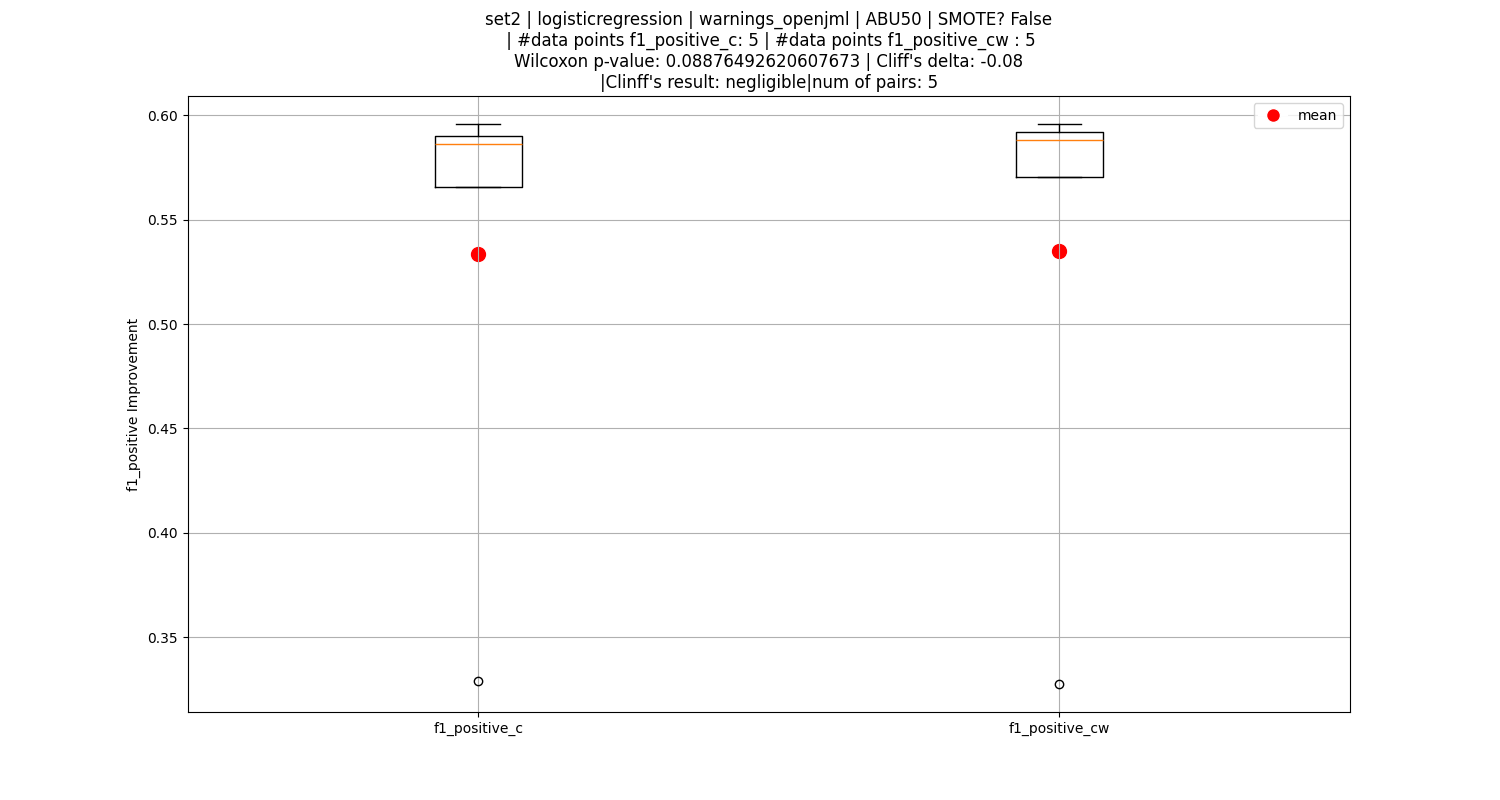 set2 | logisticregression | warnings_openjml | ABU50 | SMOTE? False
| #data points f1_positive_c: 5 | #data points f1_positive_cw : 5
Wilcoxon p-value: 0.08876492620607673 | Cliff's delta: -0.08
|Clinff's result: negligible|num of pairs: 5
mean
f1_positive Improvement
0.60
0.55
0.50
0.45
0.40
0.35
f1_positive_c
f1_positive_cw